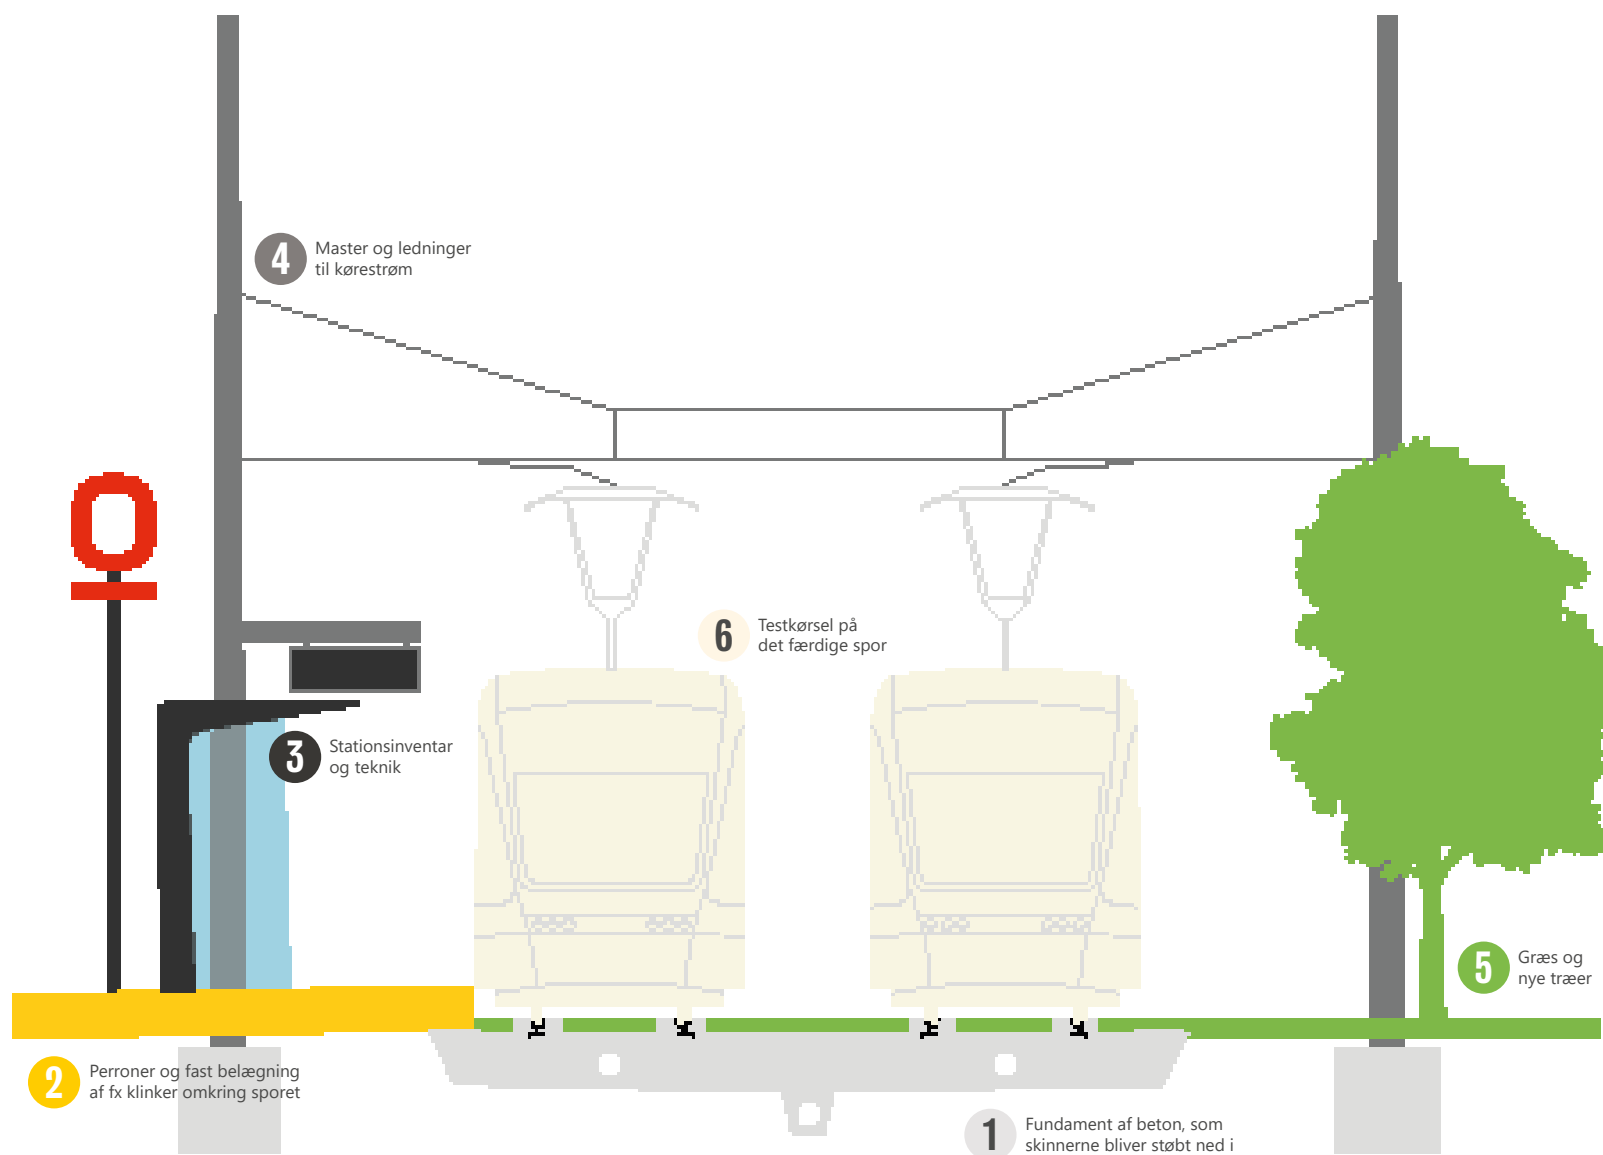 4
Master og ledninger
til kørestrøm
6
Testkørsel på
det færdige spor
3
Stationsinventar
og teknik
5
Græs og
nye træer
2
Perroner og fast belægning
af fx klinker omkring sporet
1
Fundament af beton, som
skinnerne bliver støbt ned i